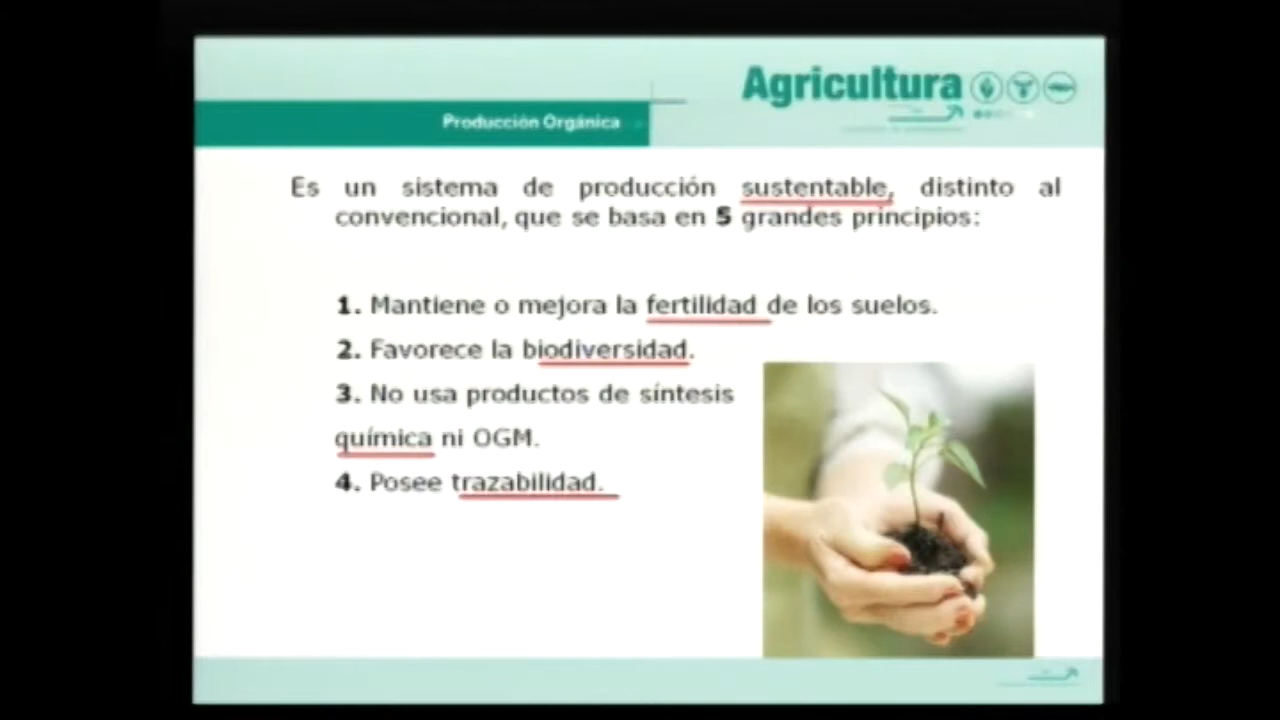 Agricultura
Producción Orgánica
Es un sistema de producción sustentable, distinto al
convencional, que se basa en 5 grandes principios:
1. Mantiene o mejora la fertilidad de los suelos.
2. Favorece la biodiversidad.
3. No usa productos de síntesis
química ni OGM.
4. Posee trazabilidad.